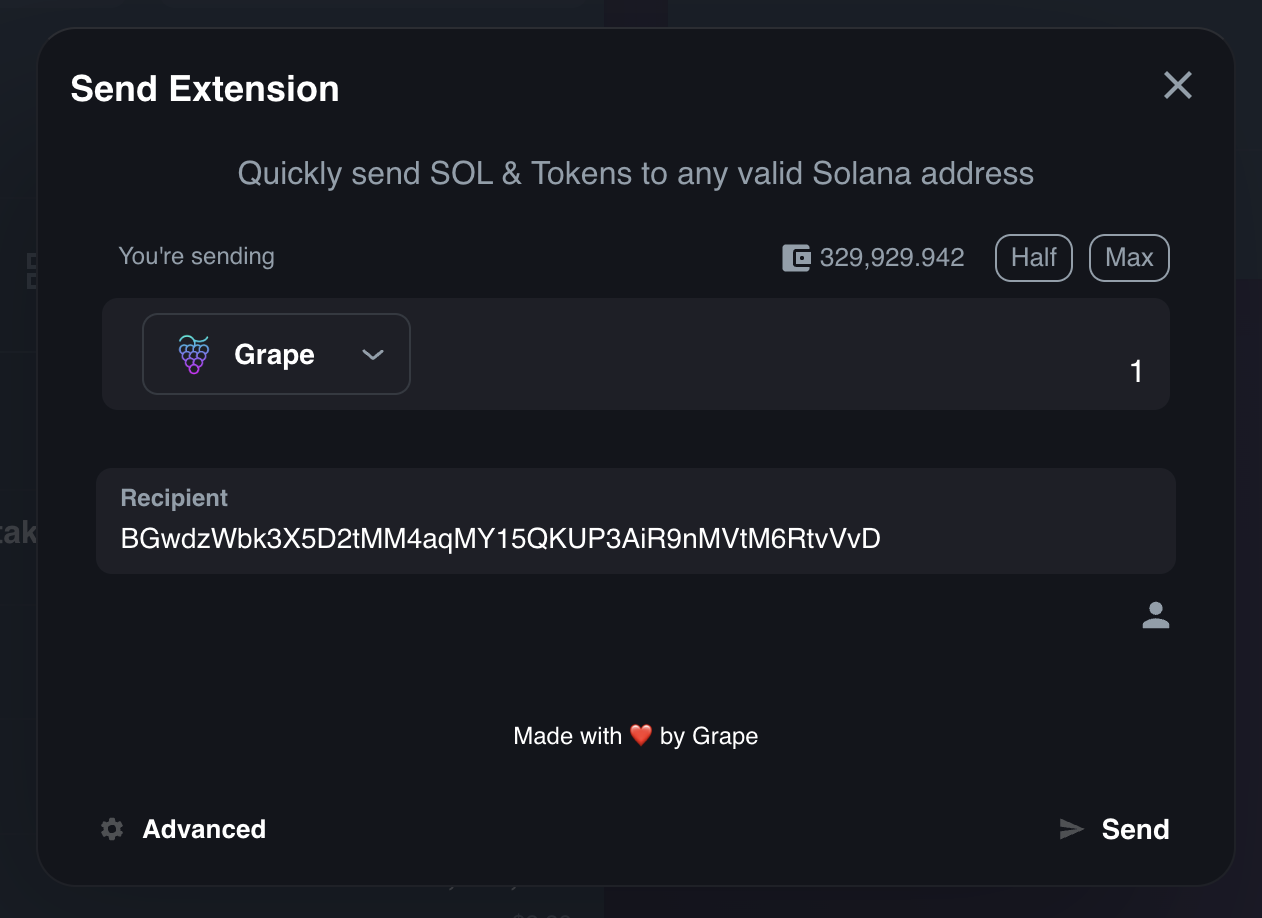 Send Extension
Quickly send SOL & Tokens to any valid Solana address
You're sending
329,929.942
Half
Max
Grape
1
Recipient
BGwdzWbk3X5D2tMM4aqMY15QKUP3AiR9nMVtM6RtvVvD
Made with ❤️ by Grape
Advanced
Send